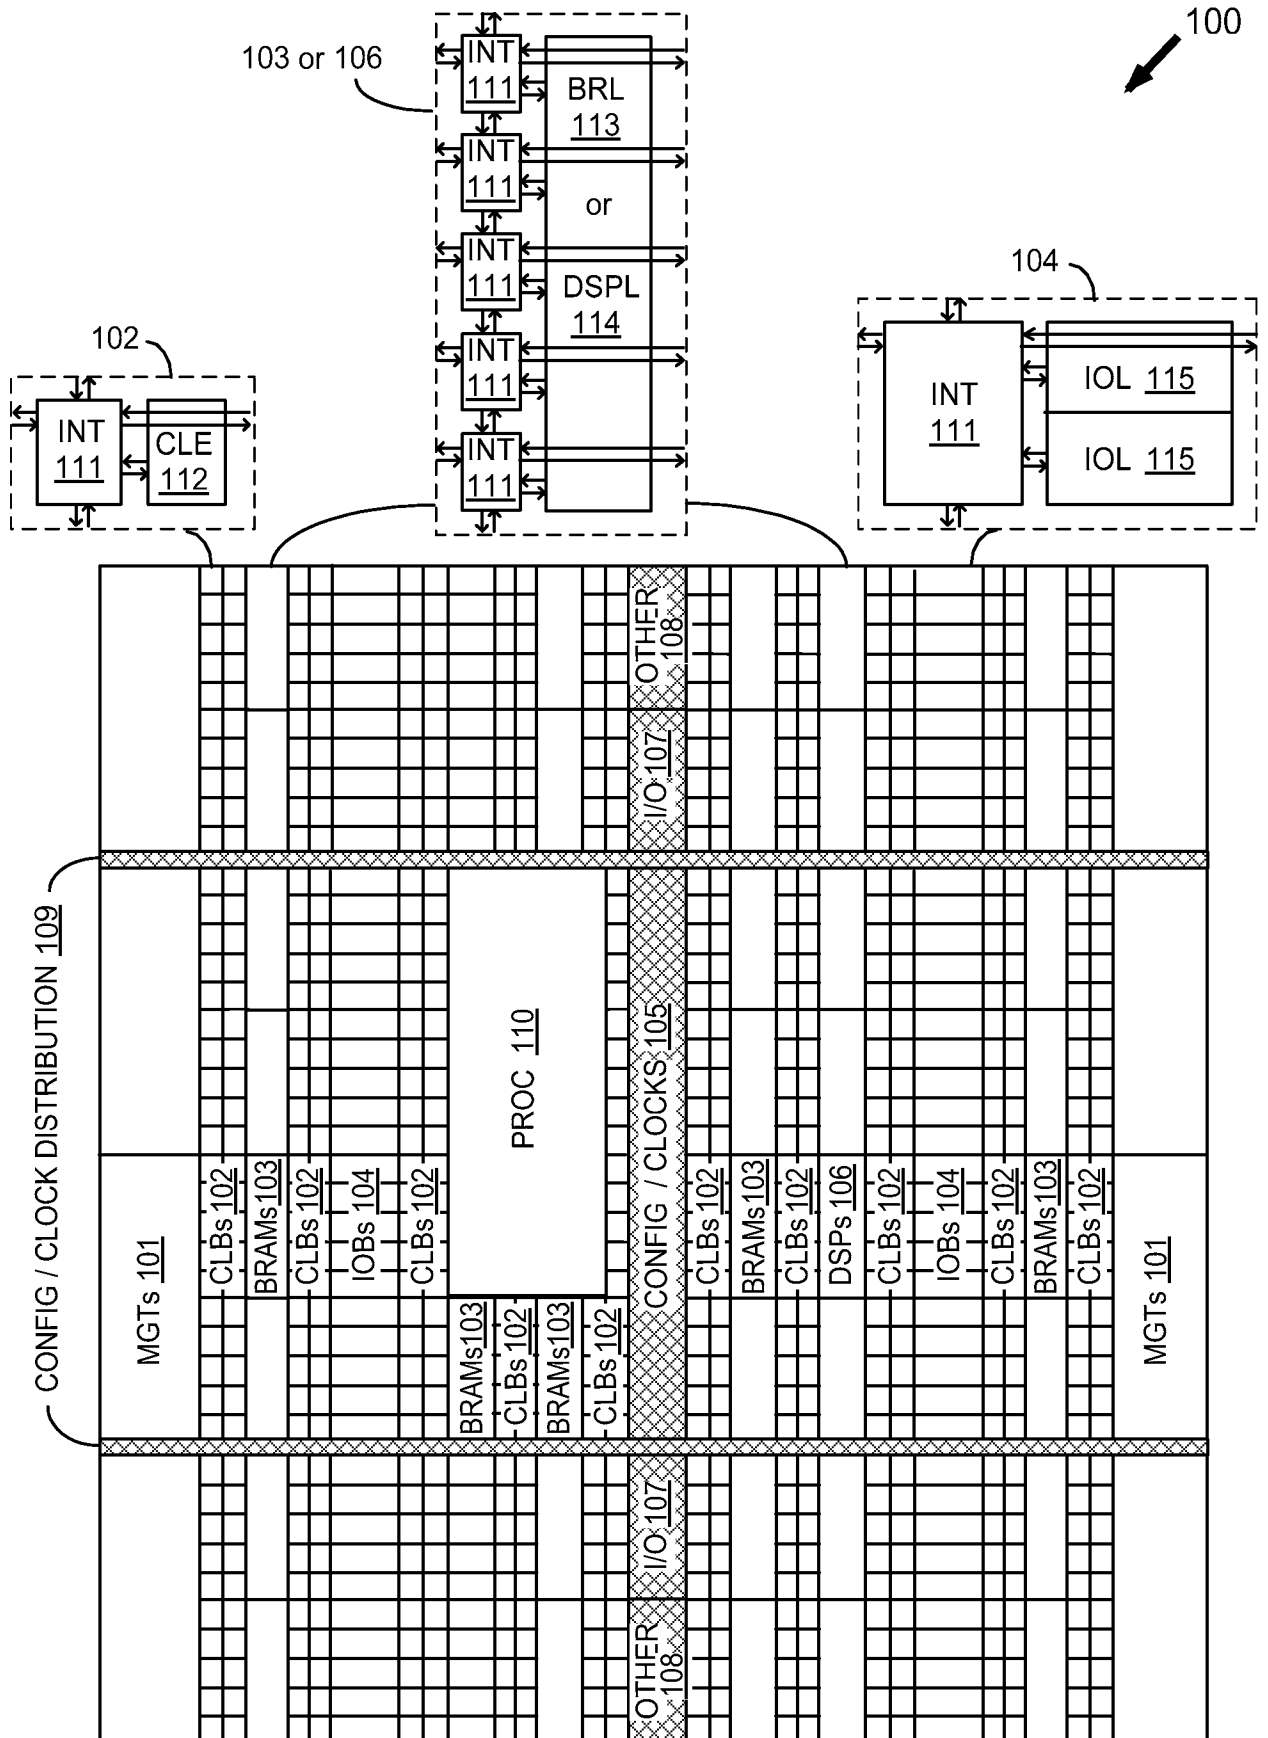 100
103 or 106
INT
111
INT
111
INT
111
INT
111
INT
111
BRL
113
or
DSPL
114
104
INT
111
IOL 115
IOL 115
102
INT
111
CLE
112
OTHER
108
I/O 107
CONFIG / CLOCK DISTRIBUTION 109
PROC 110
CONFIG / CLOCKS 105
MGTs 101
CLBs 102
BRAMs 103
CLBs 102
IOBs 104
CLBs 102
BRAMs 103
CLBs 102
BRAMs 103
CLBs 102
CLBs 102
BRAMs 103
CLBs 102
DSPs 106
CLBs 102
IOBs 104
CLBs 102
BRAMs 103
CLBs 102
MGTs 101
I/O 107
OTHER
108